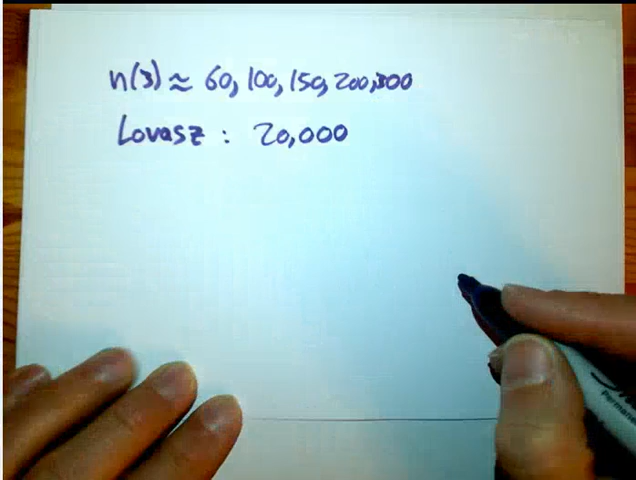 n(3) ≈ 60, 100, 150, 200, 300
Lovasz : 20,000